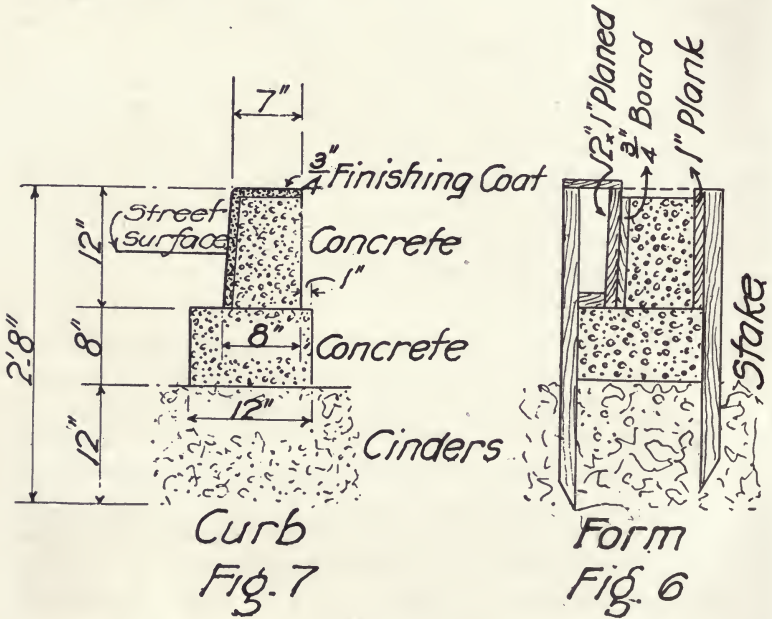 7"
3/4" Finishing Coat
Street
surface
Concrete
1"
12"
8"
2'8"
8"
Concrete
12"
12"
Cinders
Curb
Fig. 7
12"x1" Planed
3/4" Board
1" Plank
Stake
Form
Fig. 6